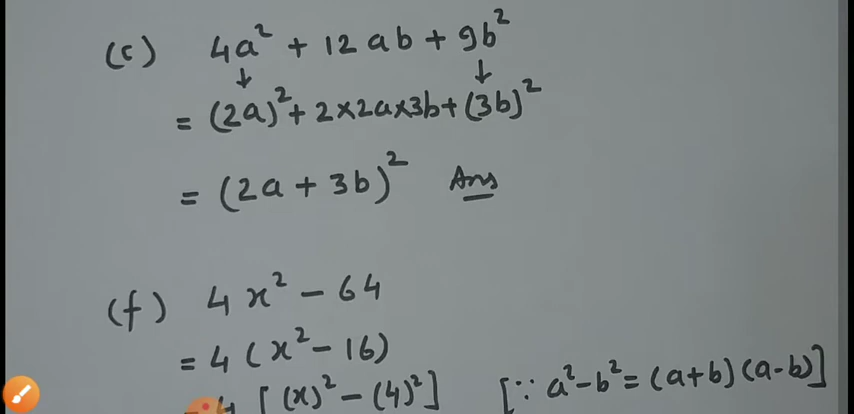 (c) 4a² + 12ab + 9b²
↓ ↓
= (2a)² + 2×2a×3b + (3b)²
= (2a + 3b)² Ans
(f) 4x² - 64
= 4(x² - 16)
4 [(x)² - (4)²] [∵ a² - b² = (a+b)(a-b)]